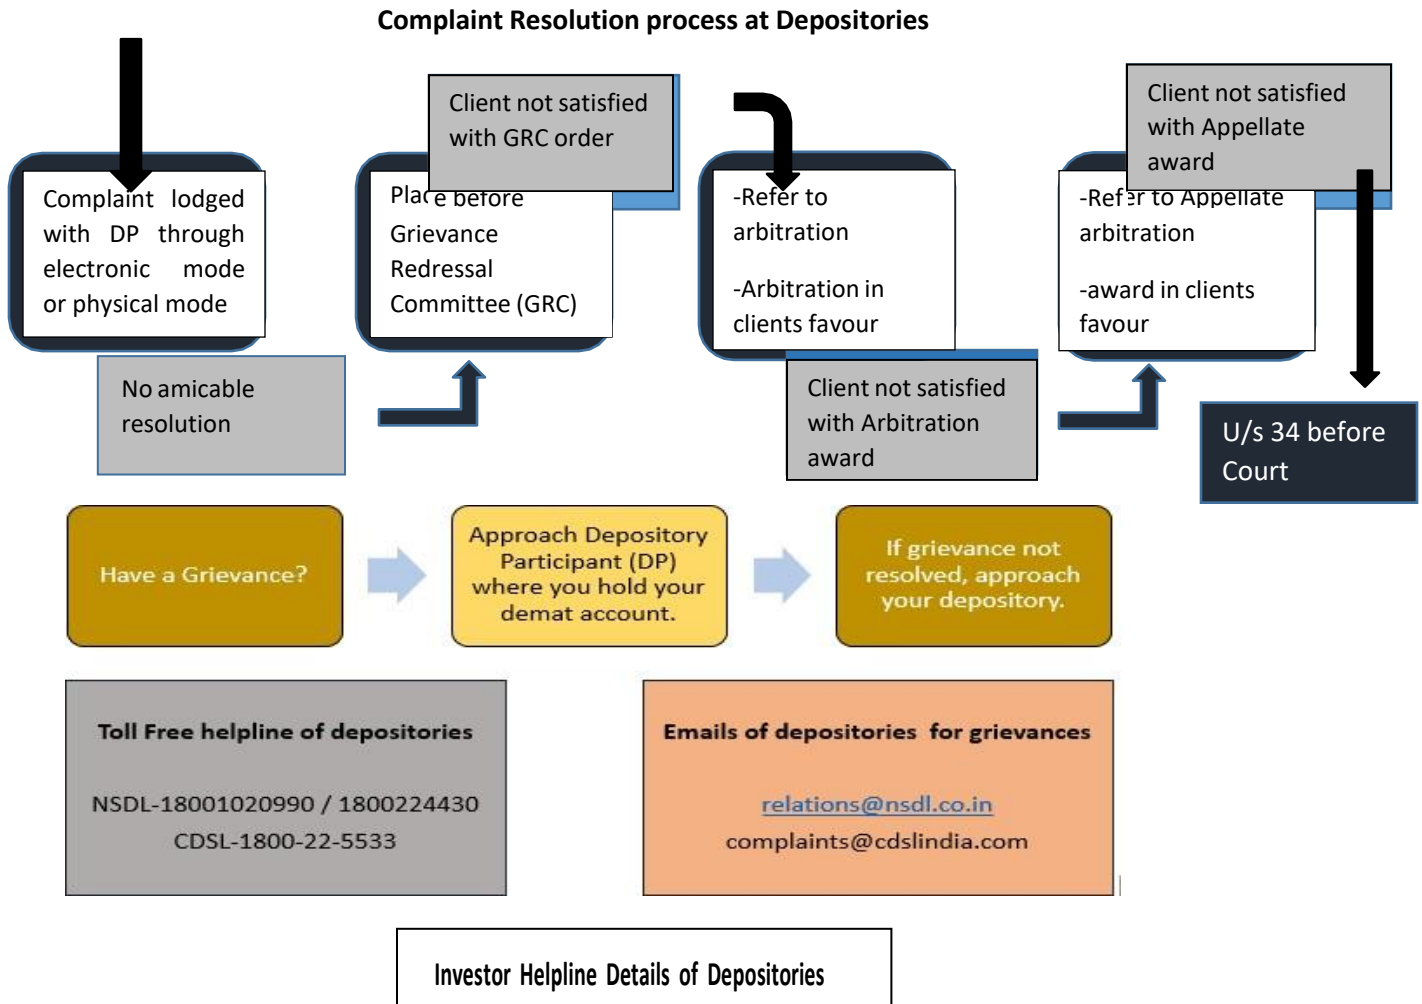 Complaint Resolution process at Depositories
Complaint lodged
with DP through
electronic mode
or physical mode
No amicable
resolution
Place before
Grievance
Redressal
Committee (GRC)
Client not satisfied
with GRC order
-Refer to
arbitration
-Arbitration in
clients favour
Client not satisfied
with Arbitration
award
-Refer to Appellate
arbitration
-award in clients
favour
Client not satisfied
with Appellate
award
U/s 34 before
Court
Have a Grievance?
Approach Depository
Participant (DP)
where you hold your
demat account.
If grievance not
resolved, approach
your depository.
Toll Free helpline of depositories
NSDL-18001020990 / 1800224430
CDSL-1800-22-5533
Emails of depositories for grievances
relations@nsdl.co.in
complaints@cdslindia.com
Investor Helpline Details of Depositories